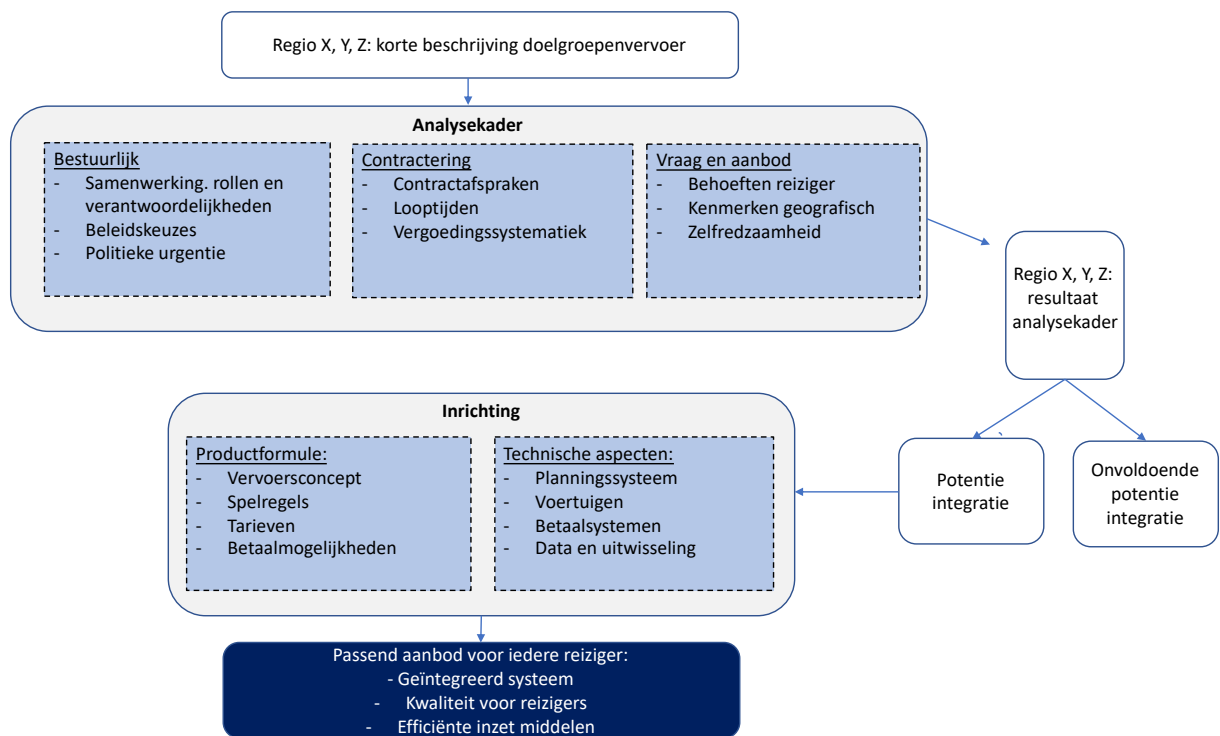 Regio X, Y, Z: korte beschrijving doelgroepenvervoer
Analysekader
Bestuurlijk
- Samenwerking. rollen en
verantwoordelijkheden
- Beleidskeuzes
- Politieke urgentie
Contractering
- Contractafspraken
- Looptijden
- Vergoedingssystematiek
Vraag en aanbod
- Behoeften reiziger
- Kenmerken geografisch
- Zelfredzaamheid
Regio X, Y, Z:
resultaat
analysekader
Inrichting
Productformule:
- Vervoersconcept
- Spelregels
- Tarieven
- Betaalmogelijkheden
Technische aspecten:
- Planningssysteem
- Voertuigen
- Betaalsystemen
- Data en uitwisseling
`
Potentie
integratie
Onvoldoende
potentie
integratie
Passend aanbod voor iedere reiziger:
- Geïntegreerd systeem
- Kwaliteit voor reizigers
- Efficiënte inzet middelen